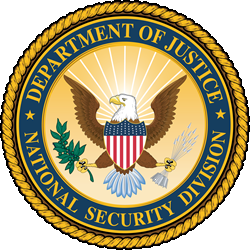 DEPARTMENT OF JUSTICE
NATIONAL SECURITY DIVISION